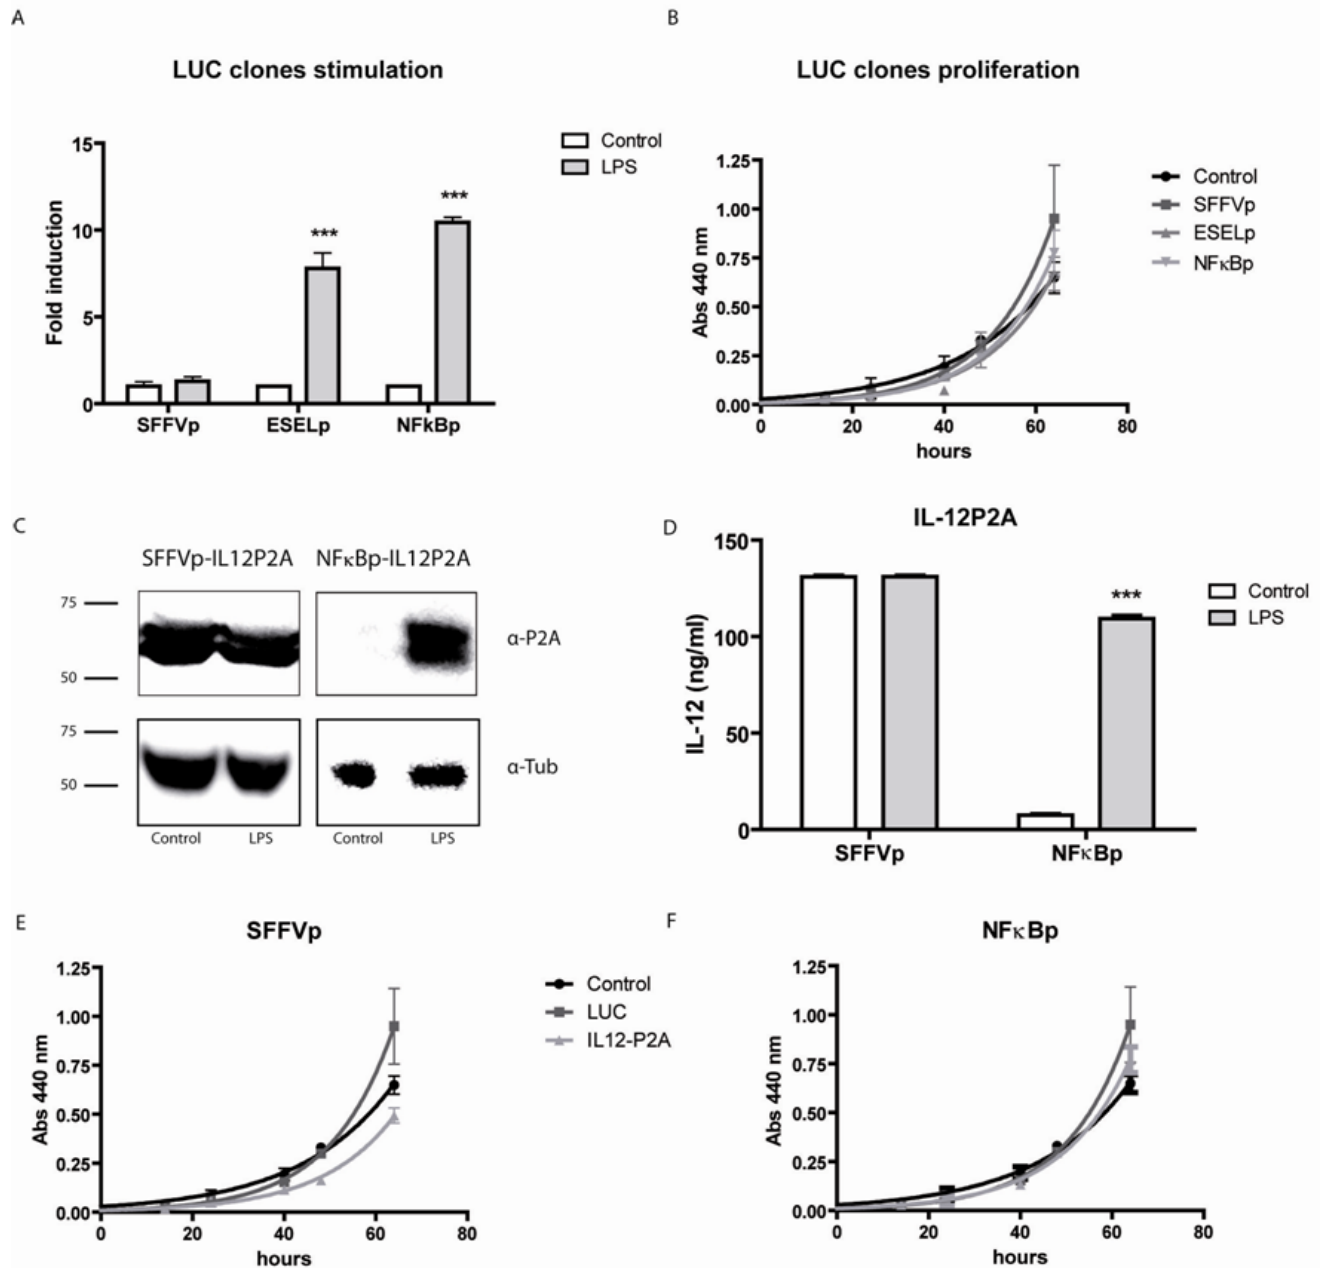 A
LUC clones stimulation
15
10
5
0
Fold induction
***
***
SFFVp
ESELp
NFkBp
Control
LPS
B
LUC clones proliferation
1.25
1.00
0.75
0.50
0.25
0.00
Abs 440 nm
0
20
40
60
80
hours
Control
SFFVp
ESELp
NFκBp
C
SFFVp-IL12P2A
NFκBp-IL12P2A
75
50
α-P2A
75
50
α-Tub
Control
LPS
Control
LPS
D
IL-12P2A
150
100
50
0
IL-12 (ng/ml)
***
SFFVp
NFκBp
Control
LPS
E
SFFVp
1.25
1.00
0.75
0.50
0.25
0.00
Abs 440 nm
0
20
40
60
80
hours
Control
LUC
IL12-P2A
F
NFκBp
1.25
1.00
0.75
0.50
0.25
0.00
Abs 440 nm
0
20
40
60
80
hours